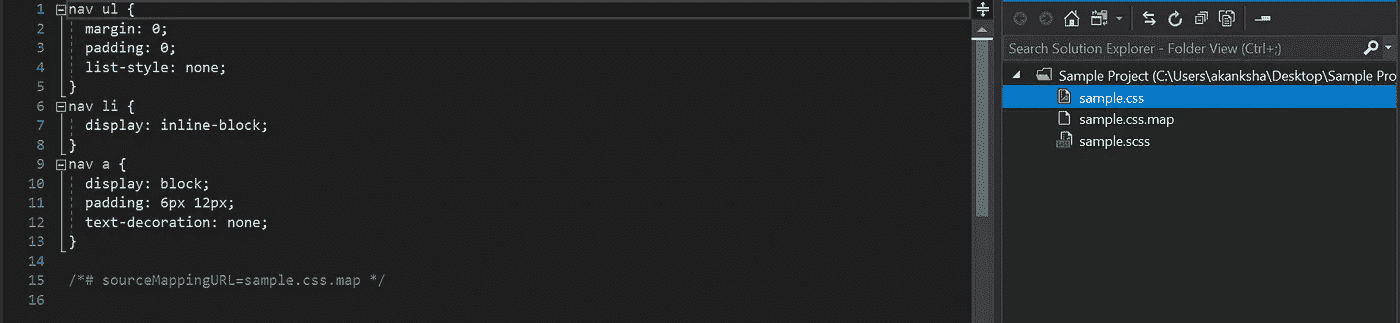 1 nav ul {
2 margin: 0;
3 padding: 0;
4 list-style: none;
5 }
6 nav li {
7 display: inline-block;
8 }
9 nav a {
10 display: block;
11 padding: 6px 12px;
12 text-decoration: none;
13 }
14
15 /*# sourceMappingURL=sample.css.map */
16
Search Solution Explorer - Folder View (Ctrl+;)
Sample Project (C:\Users\akanksha\Desktop\Sample Pro
sample.css
sample.css.map
sample.scss